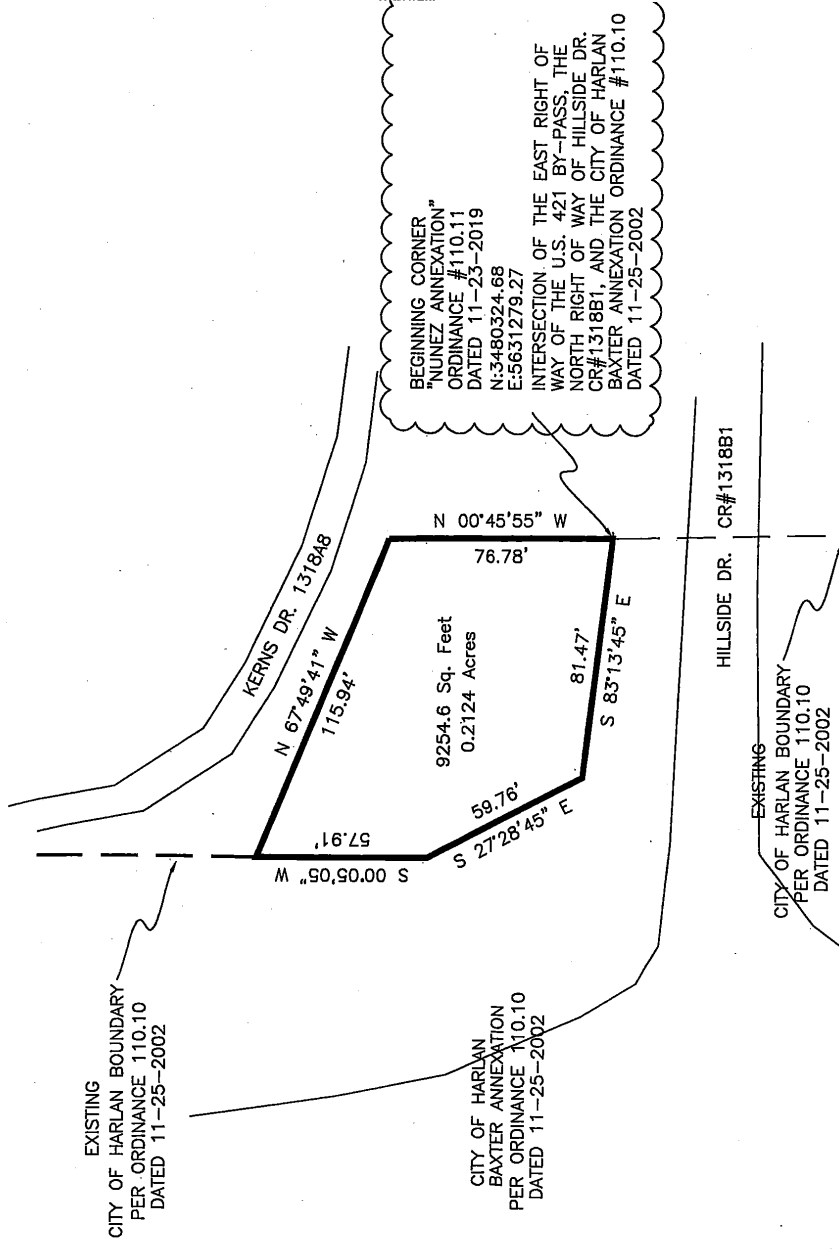 EXISTING
CITY OF HARLAN BOUNDARY
PER ORDINANCE 110.10
DATED 11-25-2002
KERNS DR. 1318A8
BEGINNING CORNER
"NUNEZ ANNEXATION"
ORDINANCE #110.11
DATED 11-23-2019
N:3480324.68
E:5631279.27
INTERSECTION OF THE EAST RIGHT OF
WAY OF THE U.S. 421 BY-PASS, THE
NORTH RIGHT OF WAY OF HILLSIDE DR.
CR#1318B1, AND THE CITY OF HARLAN
BAXTER ANNEXATION ORDINANCE #110.10
DATED 11-25-2002
N 67°49'41" W
115.94'
N 00°45'55" W
76.78'
9254.6 Sq. Feet
0.2124 Acres
S 00°05'05" W
57.91'
59.76'
S 27°28'45" E
81.47'
S 83°13'45" E
CITY OF HARLAN
BAXTER ANNEXATION
PER ORDINANCE 110.10
DATED 11-25-2002
HILLSIDE DR. CR#1318B1
EXISTING
CITY OF HARLAN BOUNDARY
PER ORDINANCE 110.10
DATED 11-25-2002